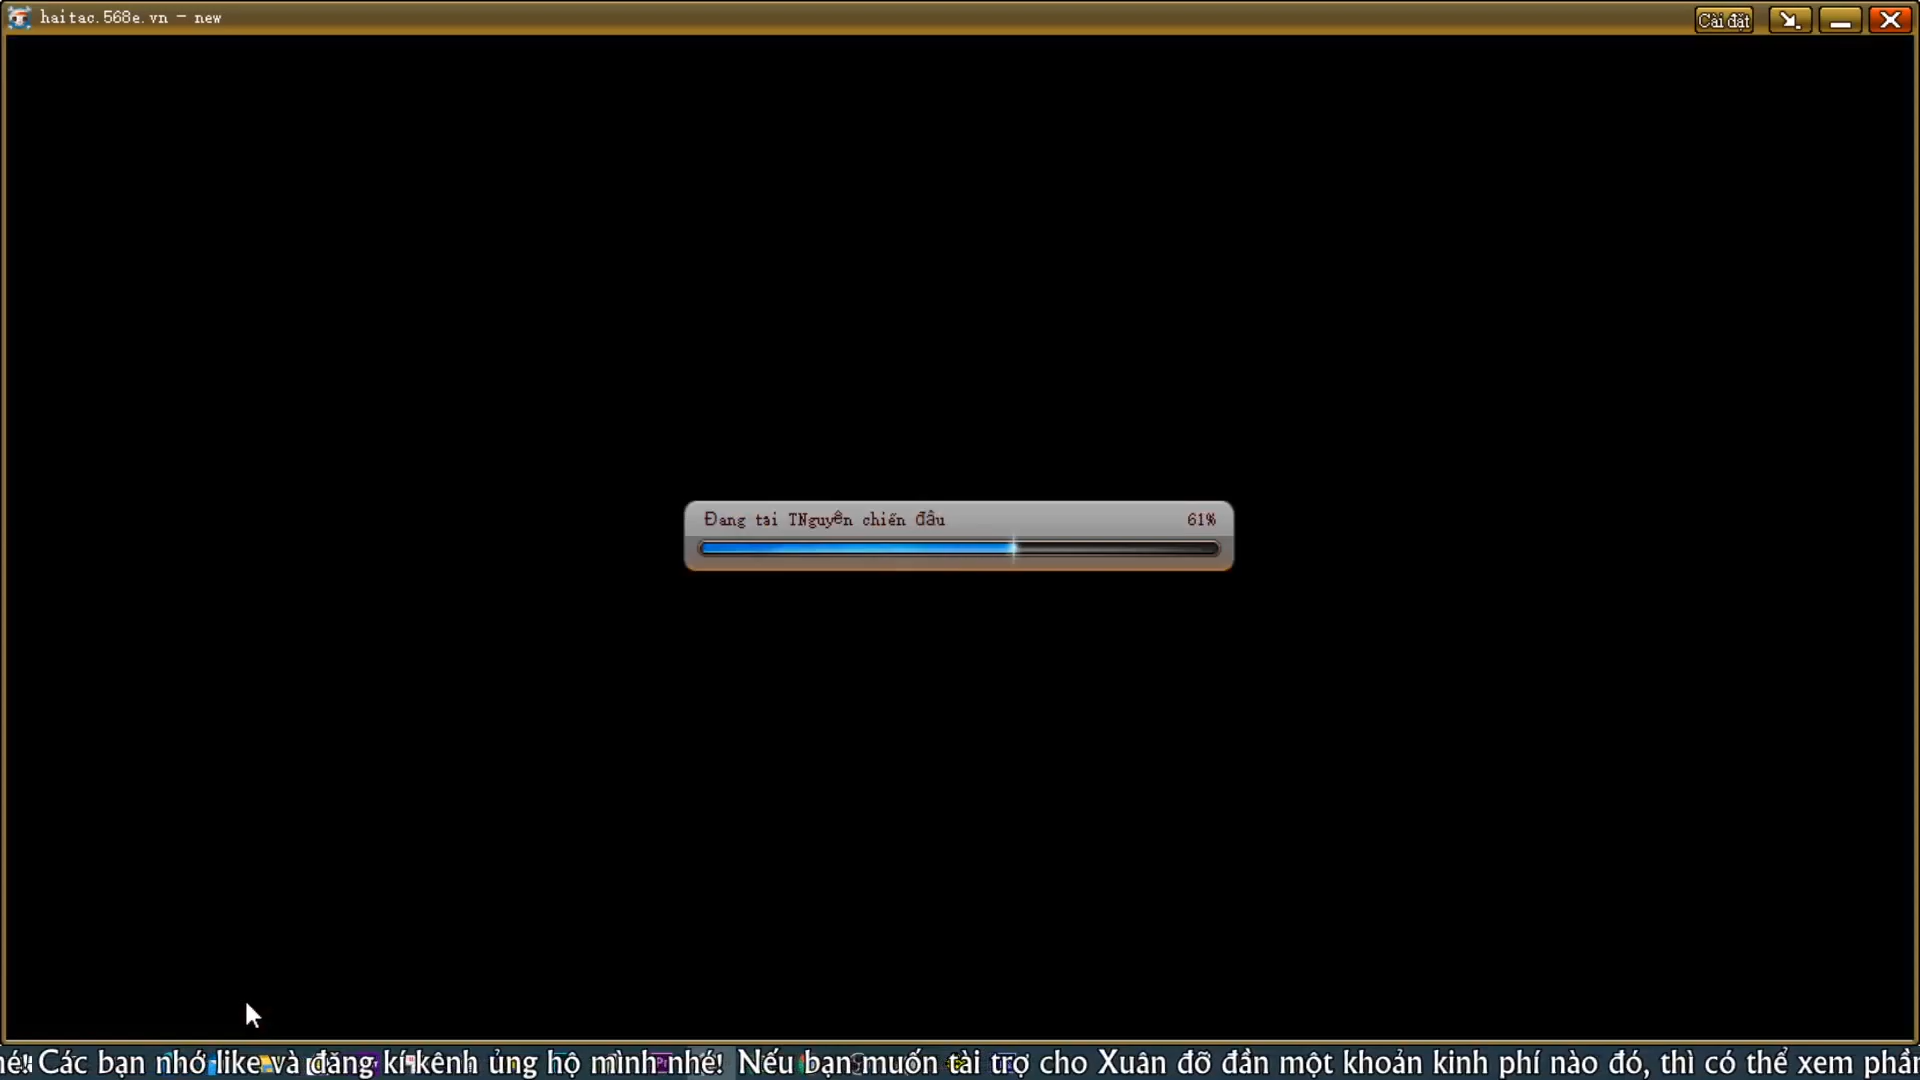 haitac.568e.vn - new
Cài đặt
Đang tải TNguyên chiến đấu 61%
hé! Các bạn nhớ like và đăng kí kênh ủng hộ mình nhé! Nếu bạn muốn tài trợ cho Xuân đỡ đần một khoản kinh phí nào đó, thì có thể xem phần